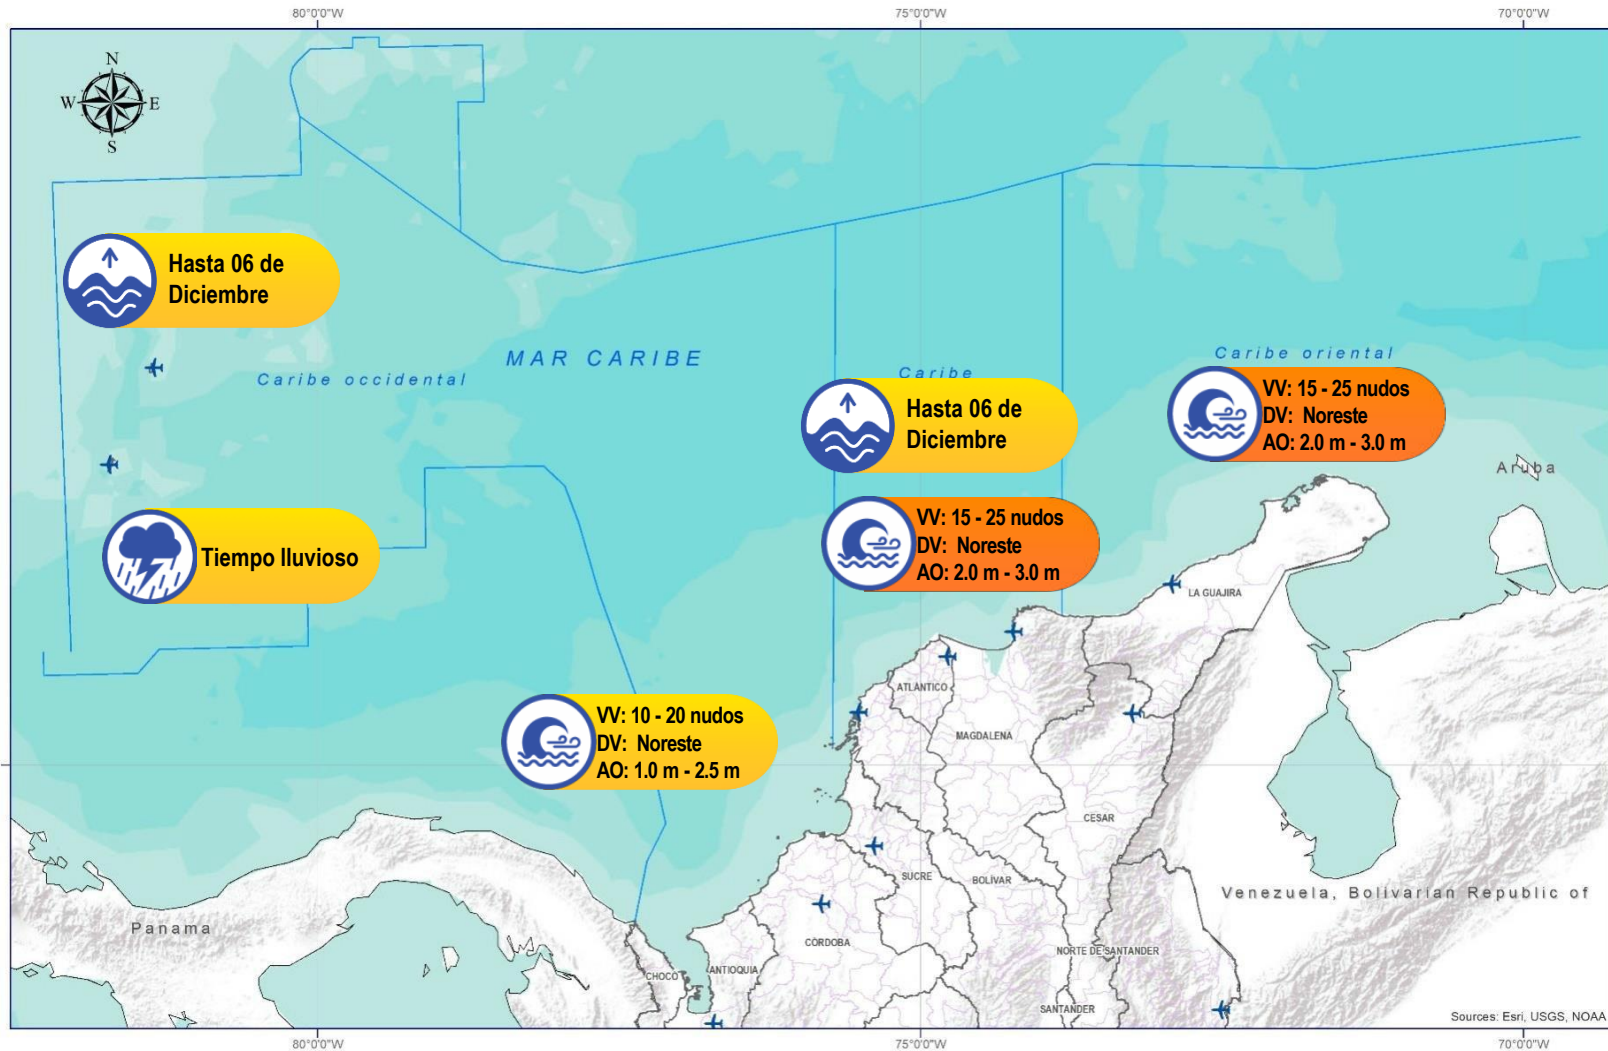 80°0'0"W
75°0'0"W
70°0'0"W
N
W
E
S
Hasta 06 de
Diciembre
MAR CARIBE
Caribe occidental
Caribe
Caribe oriental
Hasta 06 de
Diciembre
VV: 15 - 25 nudos
DV: Noreste
AO: 2.0 m - 3.0 m
Aruba
VV: 15 - 25 nudos
DV: Noreste
AO: 2.0 m - 3.0 m
Tiempo lluvioso
LA GUAJIRA
ATLÁNTICO
VV: 10 - 20 nudos
DV: Noreste
AO: 1.0 m - 2.5 m
MAGDALENA
CESAR
SUCRE
BOLÍVAR
Venezuela, Bolivarian Republic of
Panama
CÓRDOBA
NORTE DE SANTANDER
CHOCÓ
ANTIOQUIA
SANTANDER
Sources: Esri, USGS, NOAA
80°0'0"W
75°0'0"W
70°0'0"W